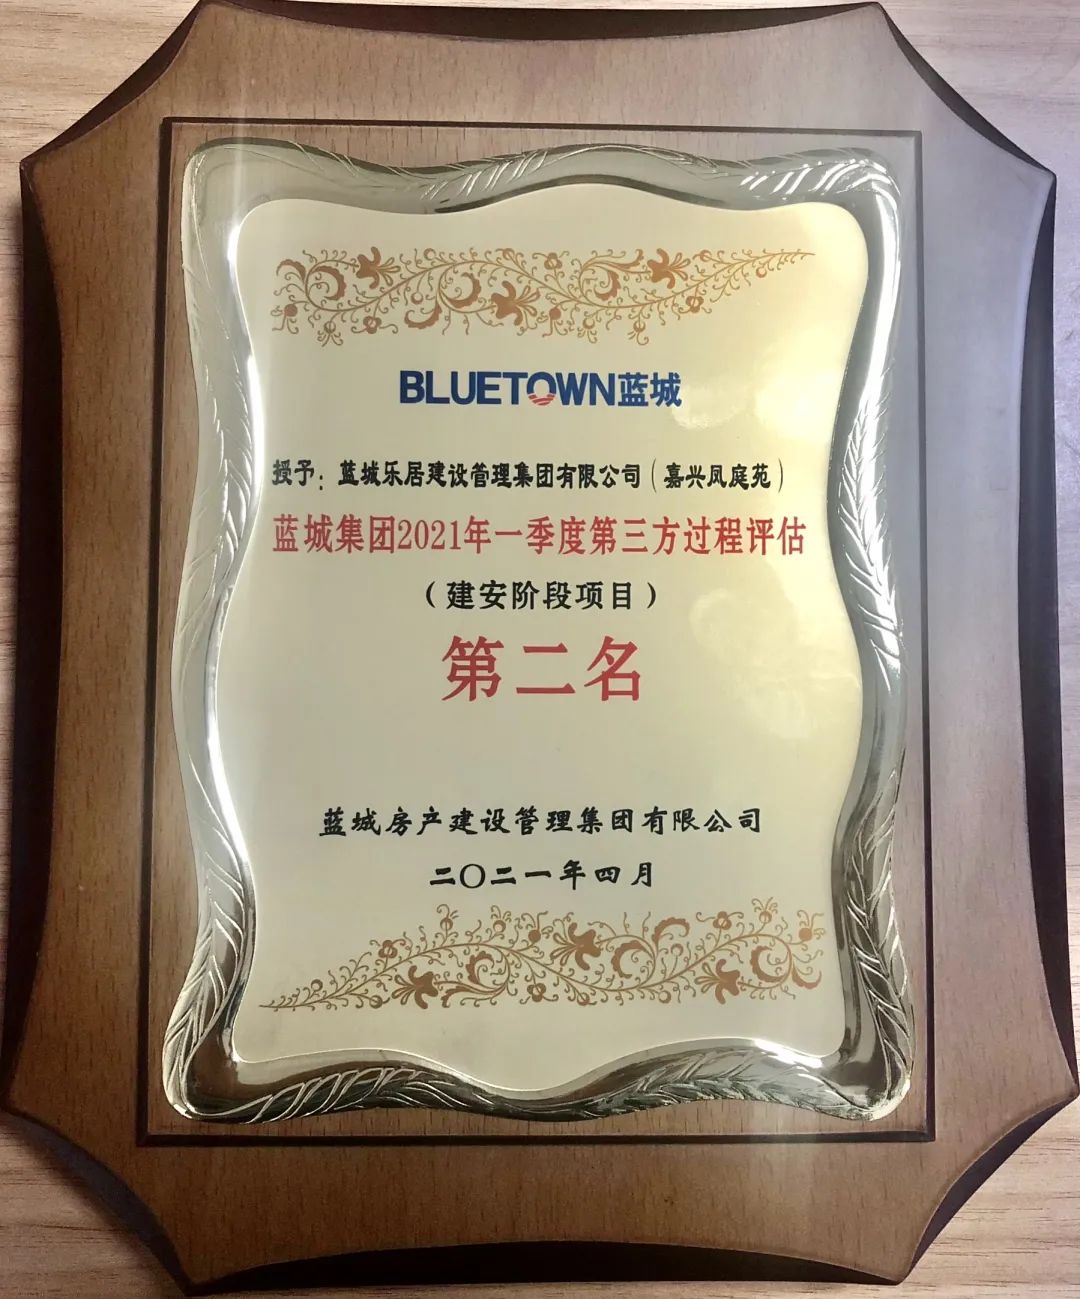 BLUETOWN蓝城
授予：蓝城乐居建设管理集团有限公司（嘉兴凤庭苑）
蓝城集团2021年一季度第三方过程评估
（建安阶段项目）
第二名
蓝城房产建设管理集团有限公司
二〇二一年四月